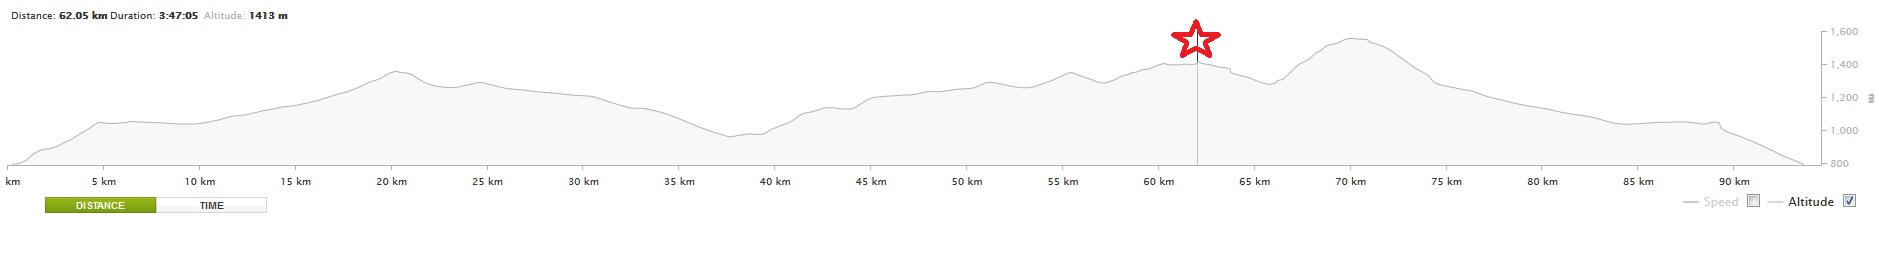 Distance: 62.05 km Duration: 3:47:05 Altitude: 1413 m
1,600
1,400
1,200
m
1,000
800
km 5 km 10 km 15 km 20 km 25 km 30 km 35 km 40 km 45 km 50 km 55 km 60 km 65 km 70 km 75 km 80 km 85 km 90 km
DISTANCE TIME Speed Altitude